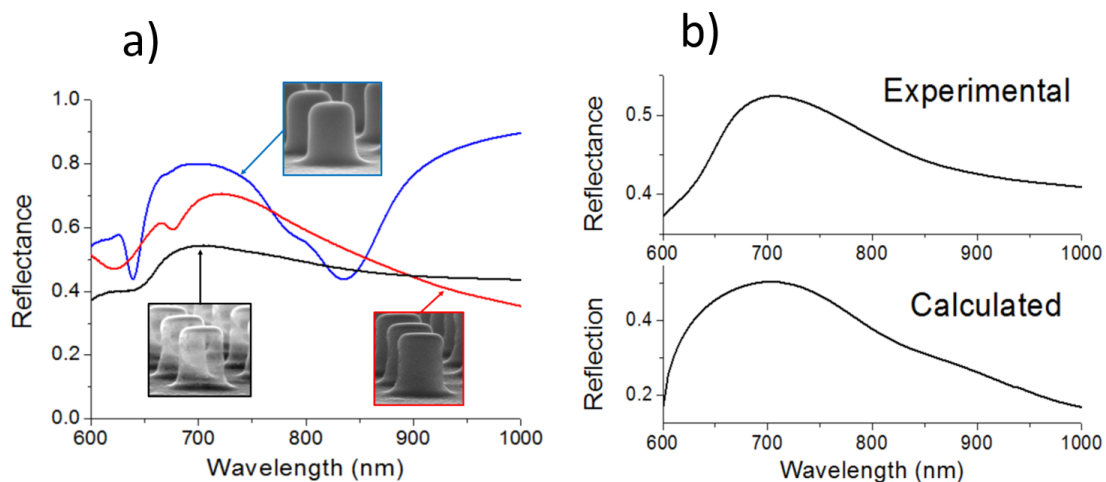 a)
1.0
0.8
0.6
0.4
0.2
0.0
Reflectance
600 700 800 900 1000
Wavelength (nm)
b)
Experimental
0.5
0.4
Reflectance
600 700 800 900 1000
Calculated
0.4
0.2
Reflection
600 700 800 900 1000
Wavelength (nm)